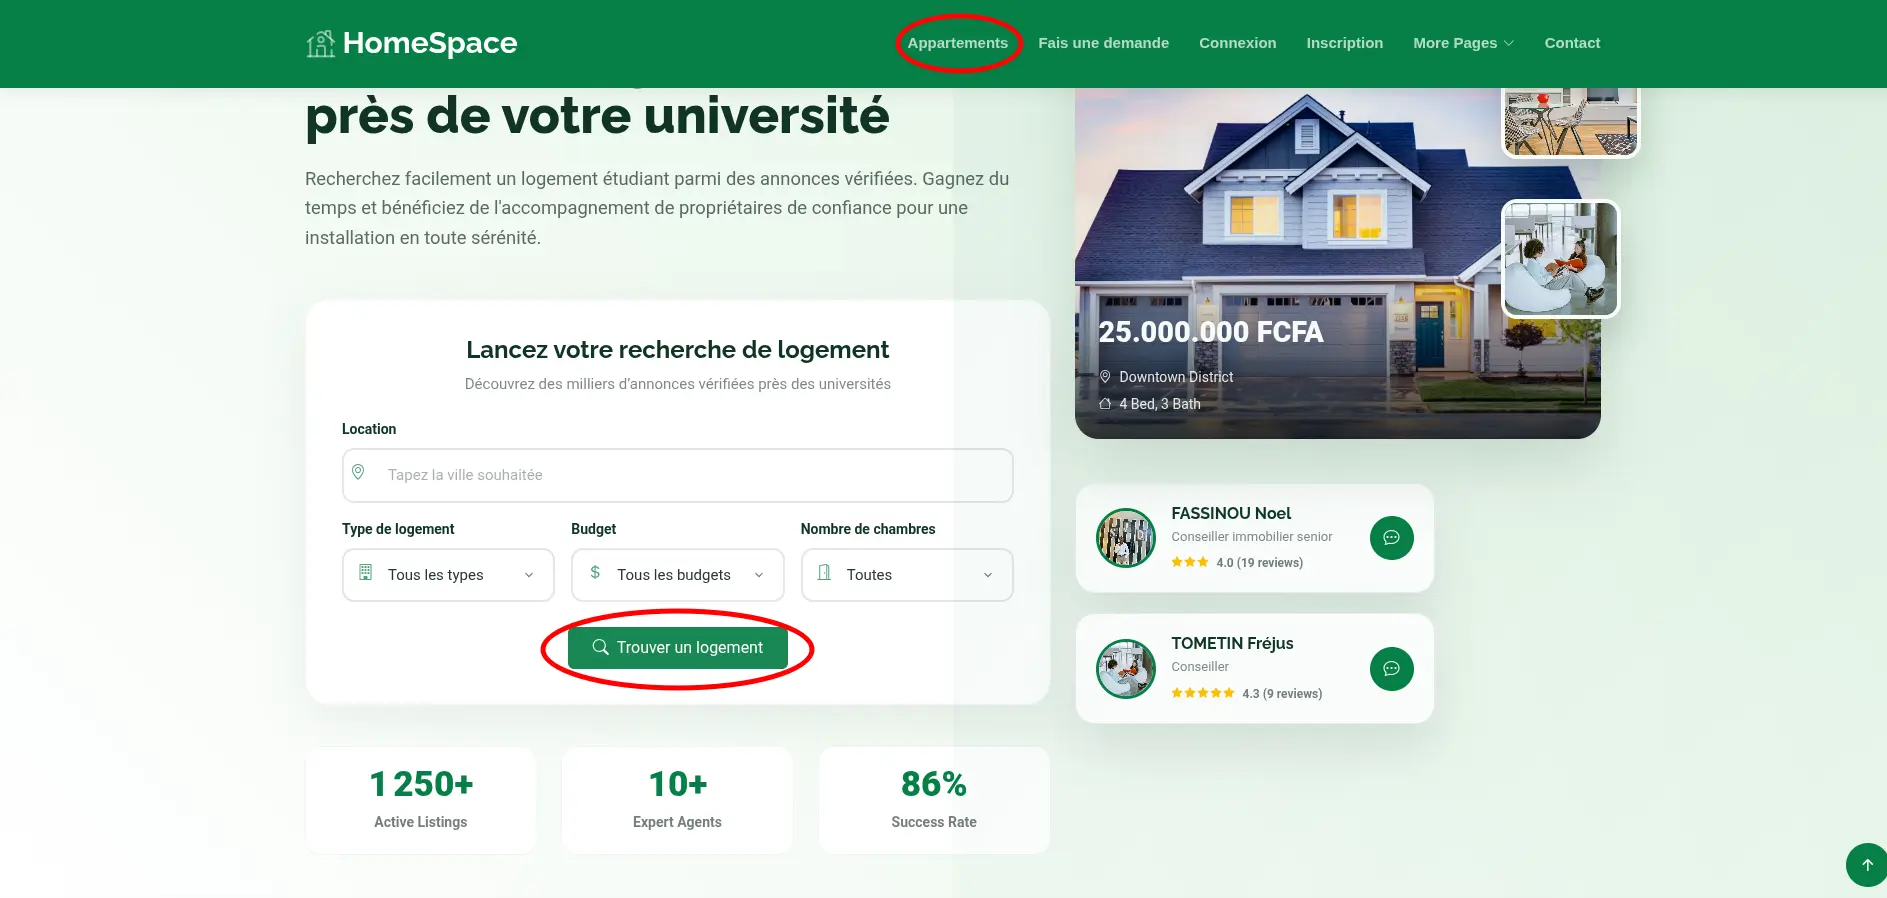 HomeSpace
Appartements
Fais une demande
Connexion
Inscription
More Pages
Contact
près de votre université
Recherchez facilement un logement étudiant parmi des annonces vérifiées. Gagnez du
temps et bénéficiez de l'accompagnement de propriétaires de confiance pour une
installation en toute sérénité.
Lancez votre recherche de logement
Découvrez des milliers d’annonces vérifiées près des universités
Location
Tapez la ville souhaitée
Type de logement
Budget
Nombre de chambres
Tous les types
$ Tous les budgets
Toutes
Trouver un logement
1 250+
Active Listings
10+
Expert Agents
86%
Success Rate
25.000.000 FCFA
Downtown District
4 Bed, 3 Bath
FASSINOU Noel
Conseiller immobilier senior
4.0 (19 reviews)
TOMETIN Fréjus
Conseiller
4.3 (9 reviews)